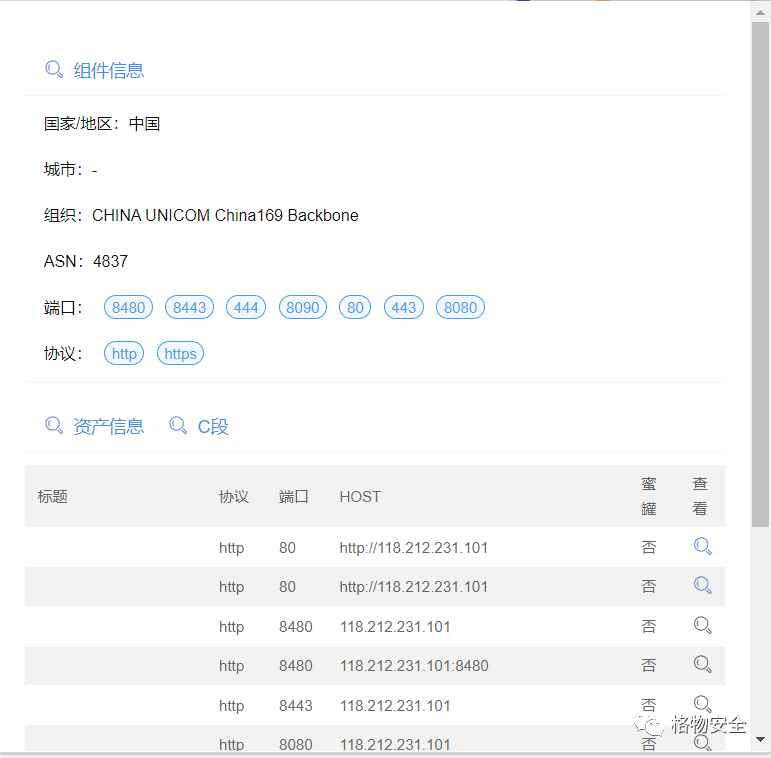 组件信息
国家/地区：中国
城市：-
组织：CHINA UNICOM China169 Backbone
ASN：4837
端口： 8480 8443 444 8090 80 443 8080
协议： http https
资产信息 C段
标题 协议 端口 HOST 蜜罐 查看
http 80 http://118.212.231.101 否
http 80 http://118.212.231.101 否
http 8480 118.212.231.101 否
http 8480 118.212.231.101:8480 否
http 8443 118.212.231.101 否
格物安全
http 8080 118.212.231.101 否